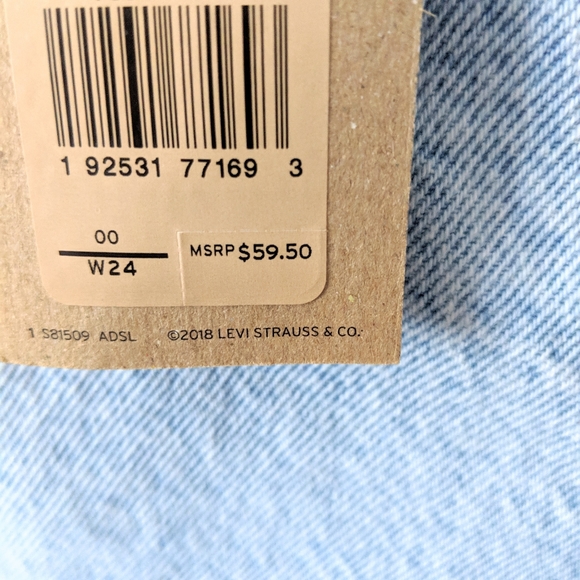 1 92531 77169 3
00
W24
MSRP $59.50
1 S81509 ADSL ©2018 LEVI STRAUSS & CO.